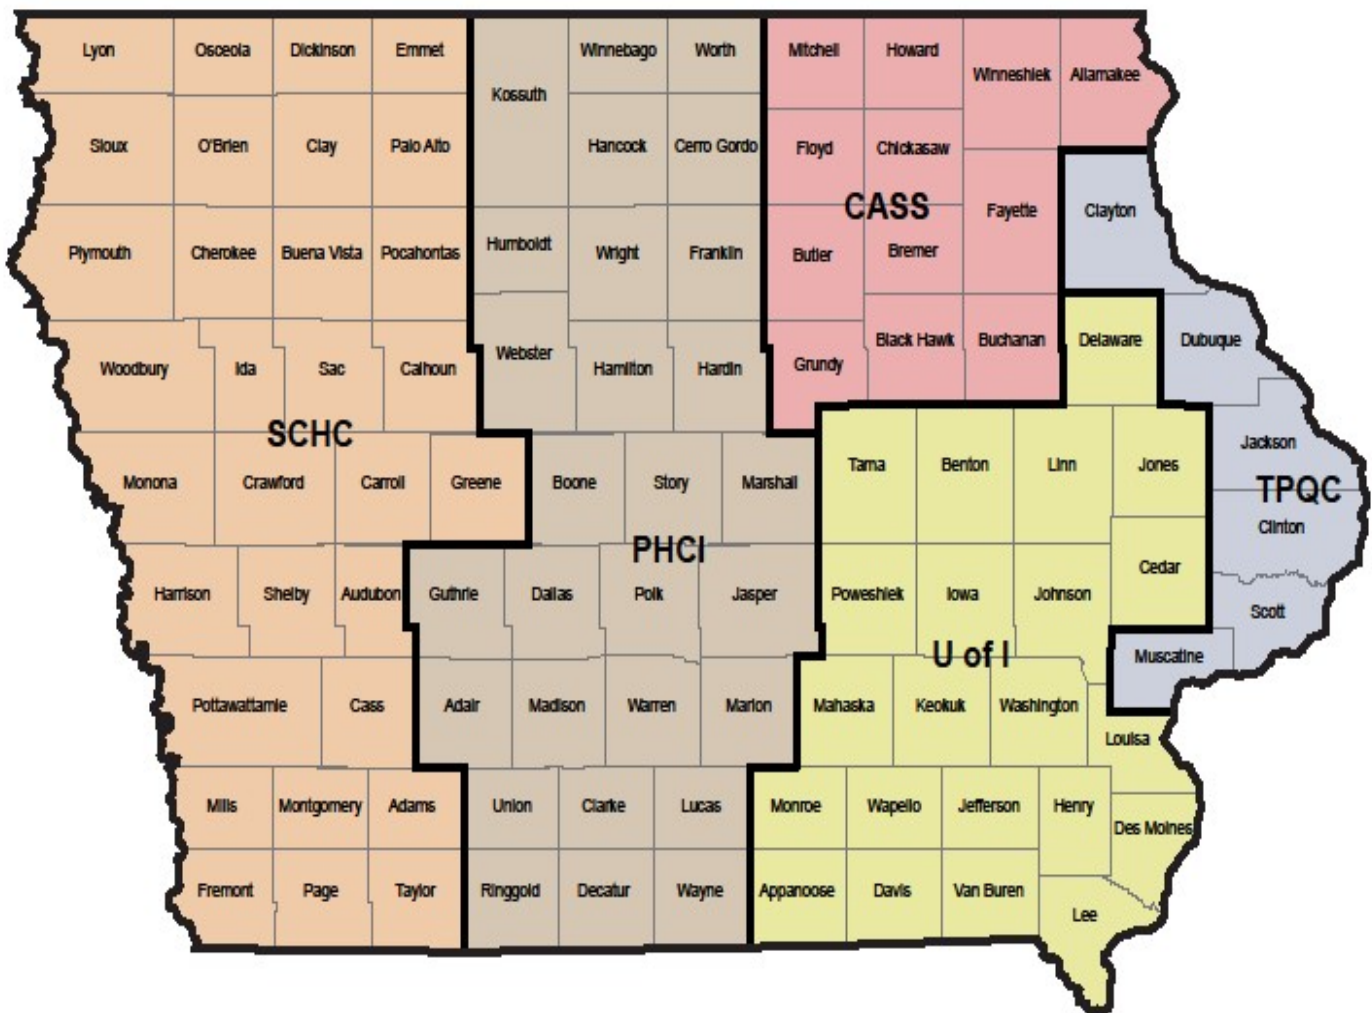 Lyon Osceola Dickinson Emmet Winnebago Worth Mitchell Howard
Winneshiek Allamakee
Kossuth
Sioux O'Brien Clay Palo Alto Hancock Cerro Gordo Floyd Chickasaw
CASS
Fayette Clayton
Plymouth Cherokee Buena Vista Pocahontas Humboldt Wright Franklin Butler Bremer
Woodbury Ida Sac Calhoun Webster Hamilton Hardin Grundy Black Hawk Buchanan Delaware Dubuque
SCHC
Monona Crawford Carroll Greene Boone Story Marshall Tama Benton Linn Jones Jackson
TPQC
Clinton
PHCI
Harrison Shelby Audubon Guthrie Dallas Polk Jasper Poweshiek Iowa Johnson Cedar
Scott
U of I
Muscatine
Pottawattamie Cass Adair Madison Warren Marion Mahaska Keokuk Washington
Louisa
Mills Montgomery Adams Union Clarke Lucas Monroe Wapello Jefferson Henry
Des Moines
Fremont Page Taylor Ringgold Decatur Wayne Appanoose Davis Van Buren
Lee